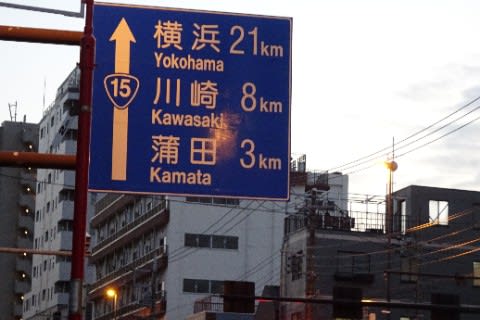 横浜 21km
Yokohama
15
川崎 8km
Kawasaki
蒲田 3km
Kamata